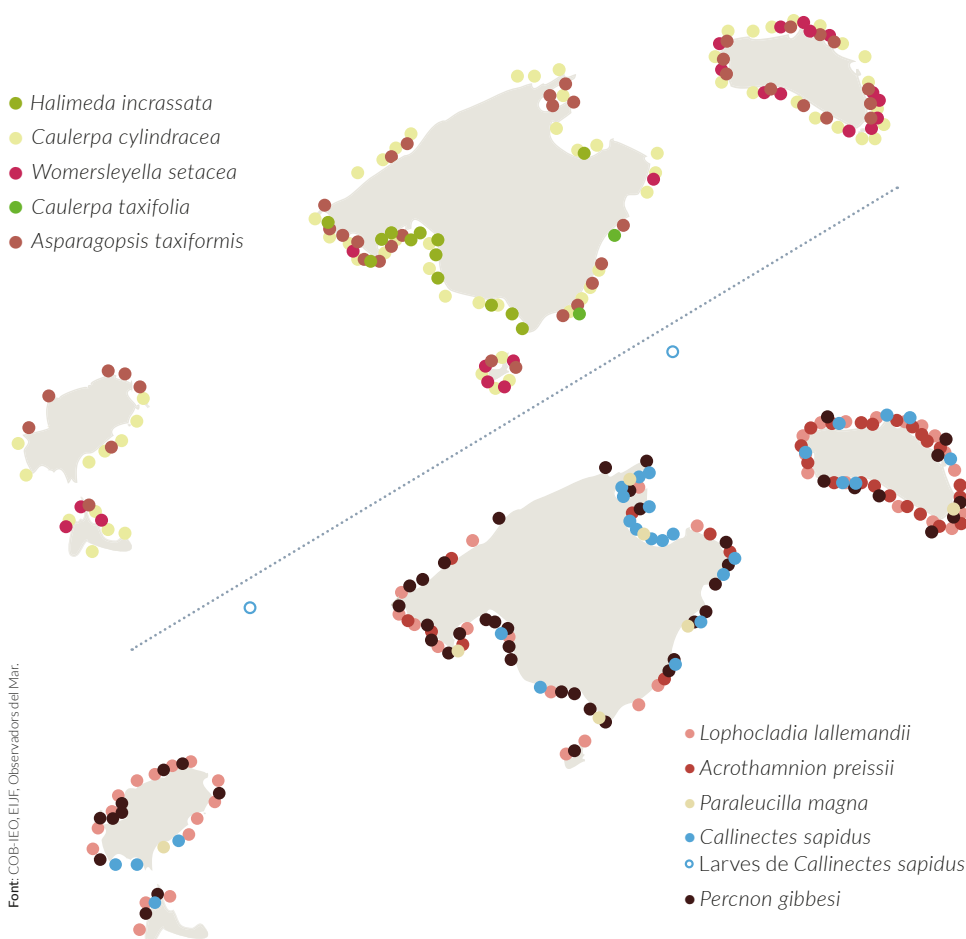 Halimeda incrassata
Caulerpa cylindracea
Womersleyella setacea
Caulerpa taxifolia
Asparagopsis taxiformis
Lophocladia lallemandii
Acrothamnion preissii
Paraleucilla magna
Callinectes sapidus
Larves de Callinectes sapidus
Percnon gibbesi
Font: COB-IEO, EIJF, Observadors del Mar.